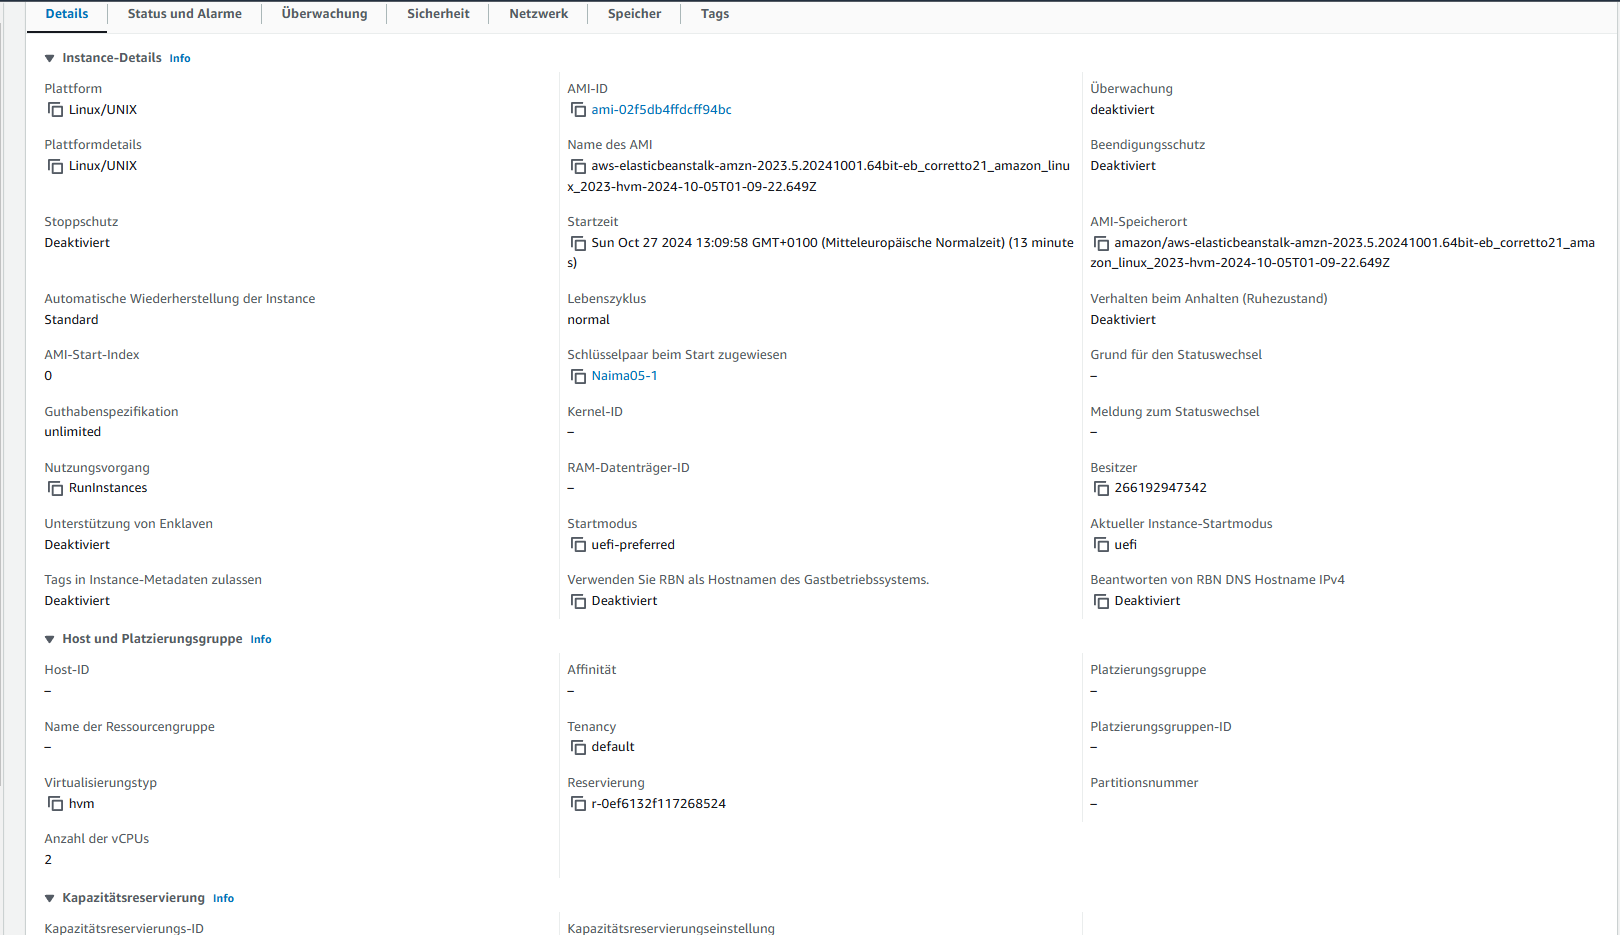 Details
Status und Alarme
Überwachung
Sicherheit
Netzwerk
Speicher
Tags
Instance-Details Info
Plattform
Linux/UNIX
AMI-ID
ami-02f5db4ffdcff94bc
Überwachung
deaktiviert
Plattformdetails
Linux/UNIX
Name des AMI
aws-elasticbeanstalk-amzn-2023.5.20241001.64bit-eb_corretto21_amazon_linu
x_2023-hvm-2024-10-05T01-09-22.649Z
Beendigungsschutz
Deaktiviert
Stoppschutz
Deaktiviert
Startzeit
Sun Oct 27 2024 13:09:58 GMT+0100 (Mitteleuropäische Normalzeit) (13 minute
s)
AMI-Speicherort
amazon/aws-elasticbeanstalk-amzn-2023.5.20241001.64bit-eb_corretto21_ama
zon_linux_2023-hvm-2024-10-05T01-09-22.649Z
Automatische Wiederherstellung der Instance
Standard
Lebenszyklus
normal
Verhalten beim Anhalten (Ruhezustand)
Deaktiviert
AMI-Start-Index
0
Schlüsselpaar beim Start zugewiesen
Naima05-1
Grund für den Statuswechsel
–
Guthabenspezifikation
unlimited
Kernel-ID
–
Meldung zum Statuswechsel
–
Nutzungsvorgang
RunInstances
RAM-Datenträger-ID
–
Besitzer
266192947342
Unterstützung von Enklaven
Deaktiviert
Startmodus
uefi-preferred
Aktueller Instance-Startmodus
uefi
Tags in Instance-Metadaten zulassen
Deaktiviert
Verwenden Sie RBN als Hostnamen des Gastbetriebssystems.
Deaktiviert
Beantworten von RBN DNS Hostname IPv4
Deaktiviert
Host und Platzierungsgruppe Info
Host-ID
–
Affinität
–
Platzierungsgruppe
–
Name der Ressourcengruppe
–
Tenancy
default
Platzierungsgruppen-ID
–
Virtualisierungstyp
hvm
Reservierung
r-0ef6132f117268524
Partitionsnummer
–
Anzahl der vCPUs
2
Kapazitätsreservierung Info
Kapazitätsreservierungs-ID
Kapazitätsreservierungseinstellung